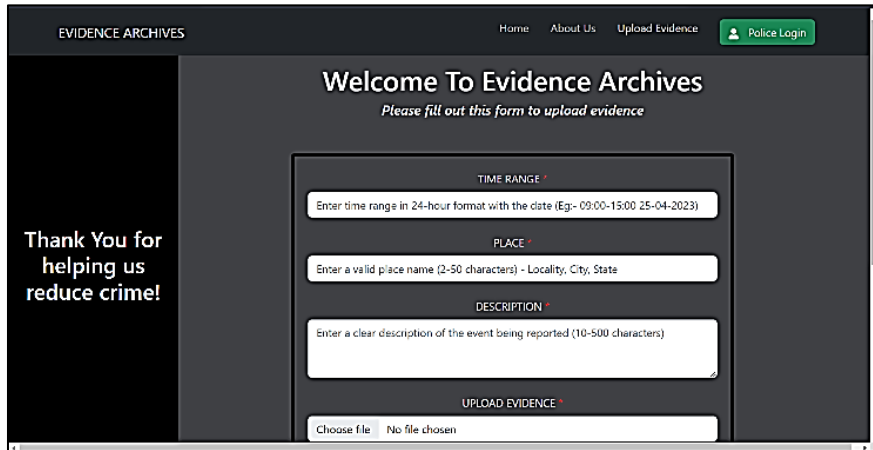 EVIDENCE ARCHIVES
Home About Us Upload Evidence Police Login
Welcome To Evidence Archives
Please fill out this form to upload evidence
Thank You for
helping us
reduce crime!
TIME RANGE *
Enter time range in 24-hour format with the date (Eg:- 09:00-15:00 25-04-2023)
PLACE *
Enter a valid place name (2-50 characters) - Locality, City, State
DESCRIPTION *
Enter a clear description of the event being reported (10-500 characters)
UPLOAD EVIDENCE *
Choose file No file chosen